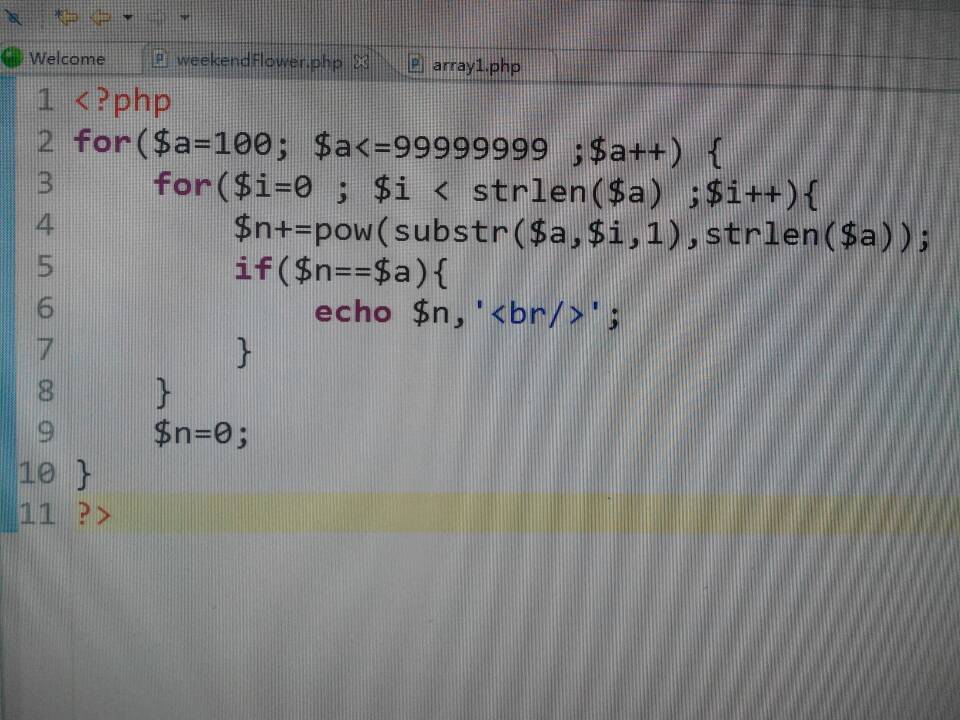 Welcome weekendFlower.php array1.php
1 <?php
2 for($a=100; $a<=99999999 ;$a++) {
3 for($i=0 ; $i < strlen($a) ;$i++){
4 $n+=pow(substr($a,$i,1),strlen($a));
5 if($n==$a){
6 echo $n,'<br/>';
7 }
8 }
9 $n=0;
10 }
11 ?>